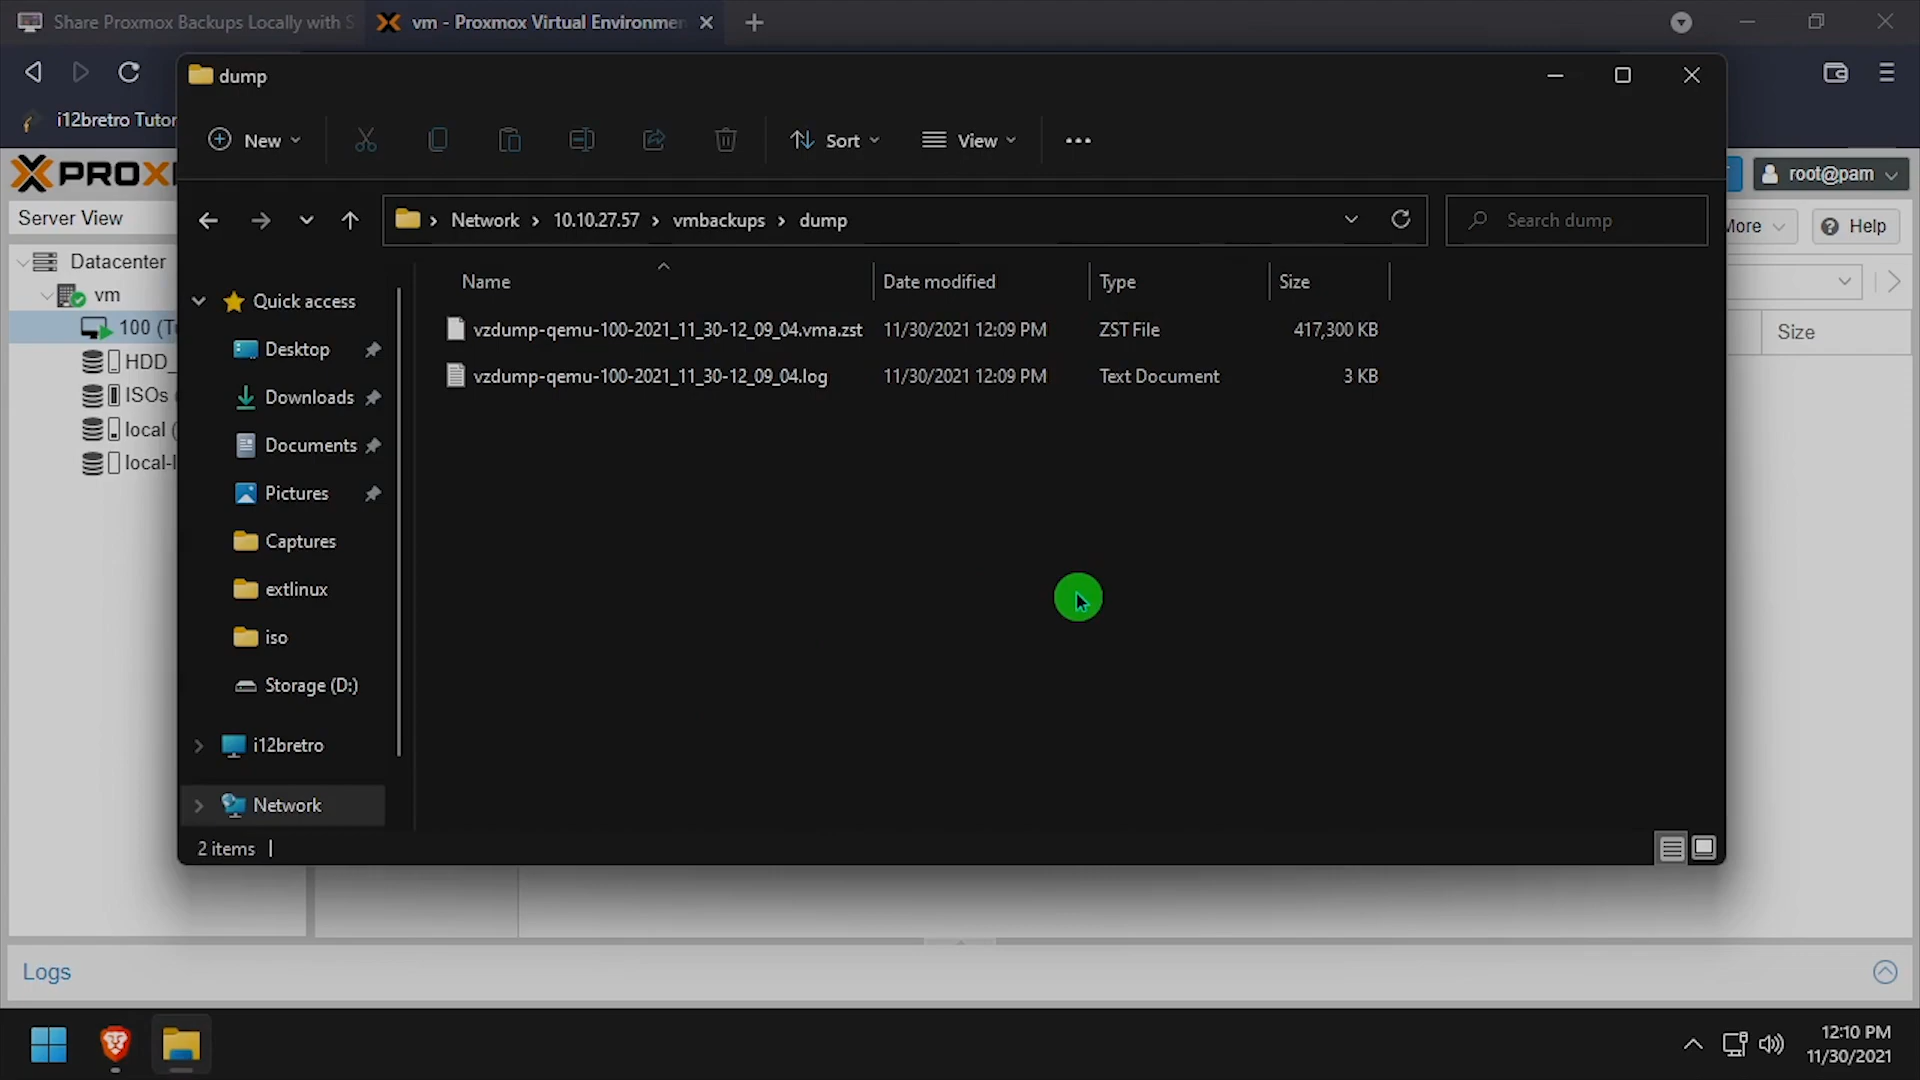 Share Proxmox Backups Locally with S
vm - Proxmox Virtual Environmen
i12bretro Tutor
dump
New
Sort
View
Network
10.10.27.57
vmbackups
dump
Search dump
PROX
root@pam
Server View
More
Help
Datacenter
vm
100 (Tu
HDD_
ISOs (
local (
local-l
Size
Name
Date modified
Type
Size
vzdump-qemu-100-2021_11_30-12_09_04.vma.zst
11/30/2021 12:09 PM
ZST File
417,300 KB
vzdump-qemu-100-2021_11_30-12_09_04.log
11/30/2021 12:09 PM
Text Document
3 KB
Quick access
Desktop
Downloads
Documents
Pictures
Captures
extlinux
iso
Storage (D:)
i12bretro
Network
2 items
Logs
12:10 PM
11/30/2021